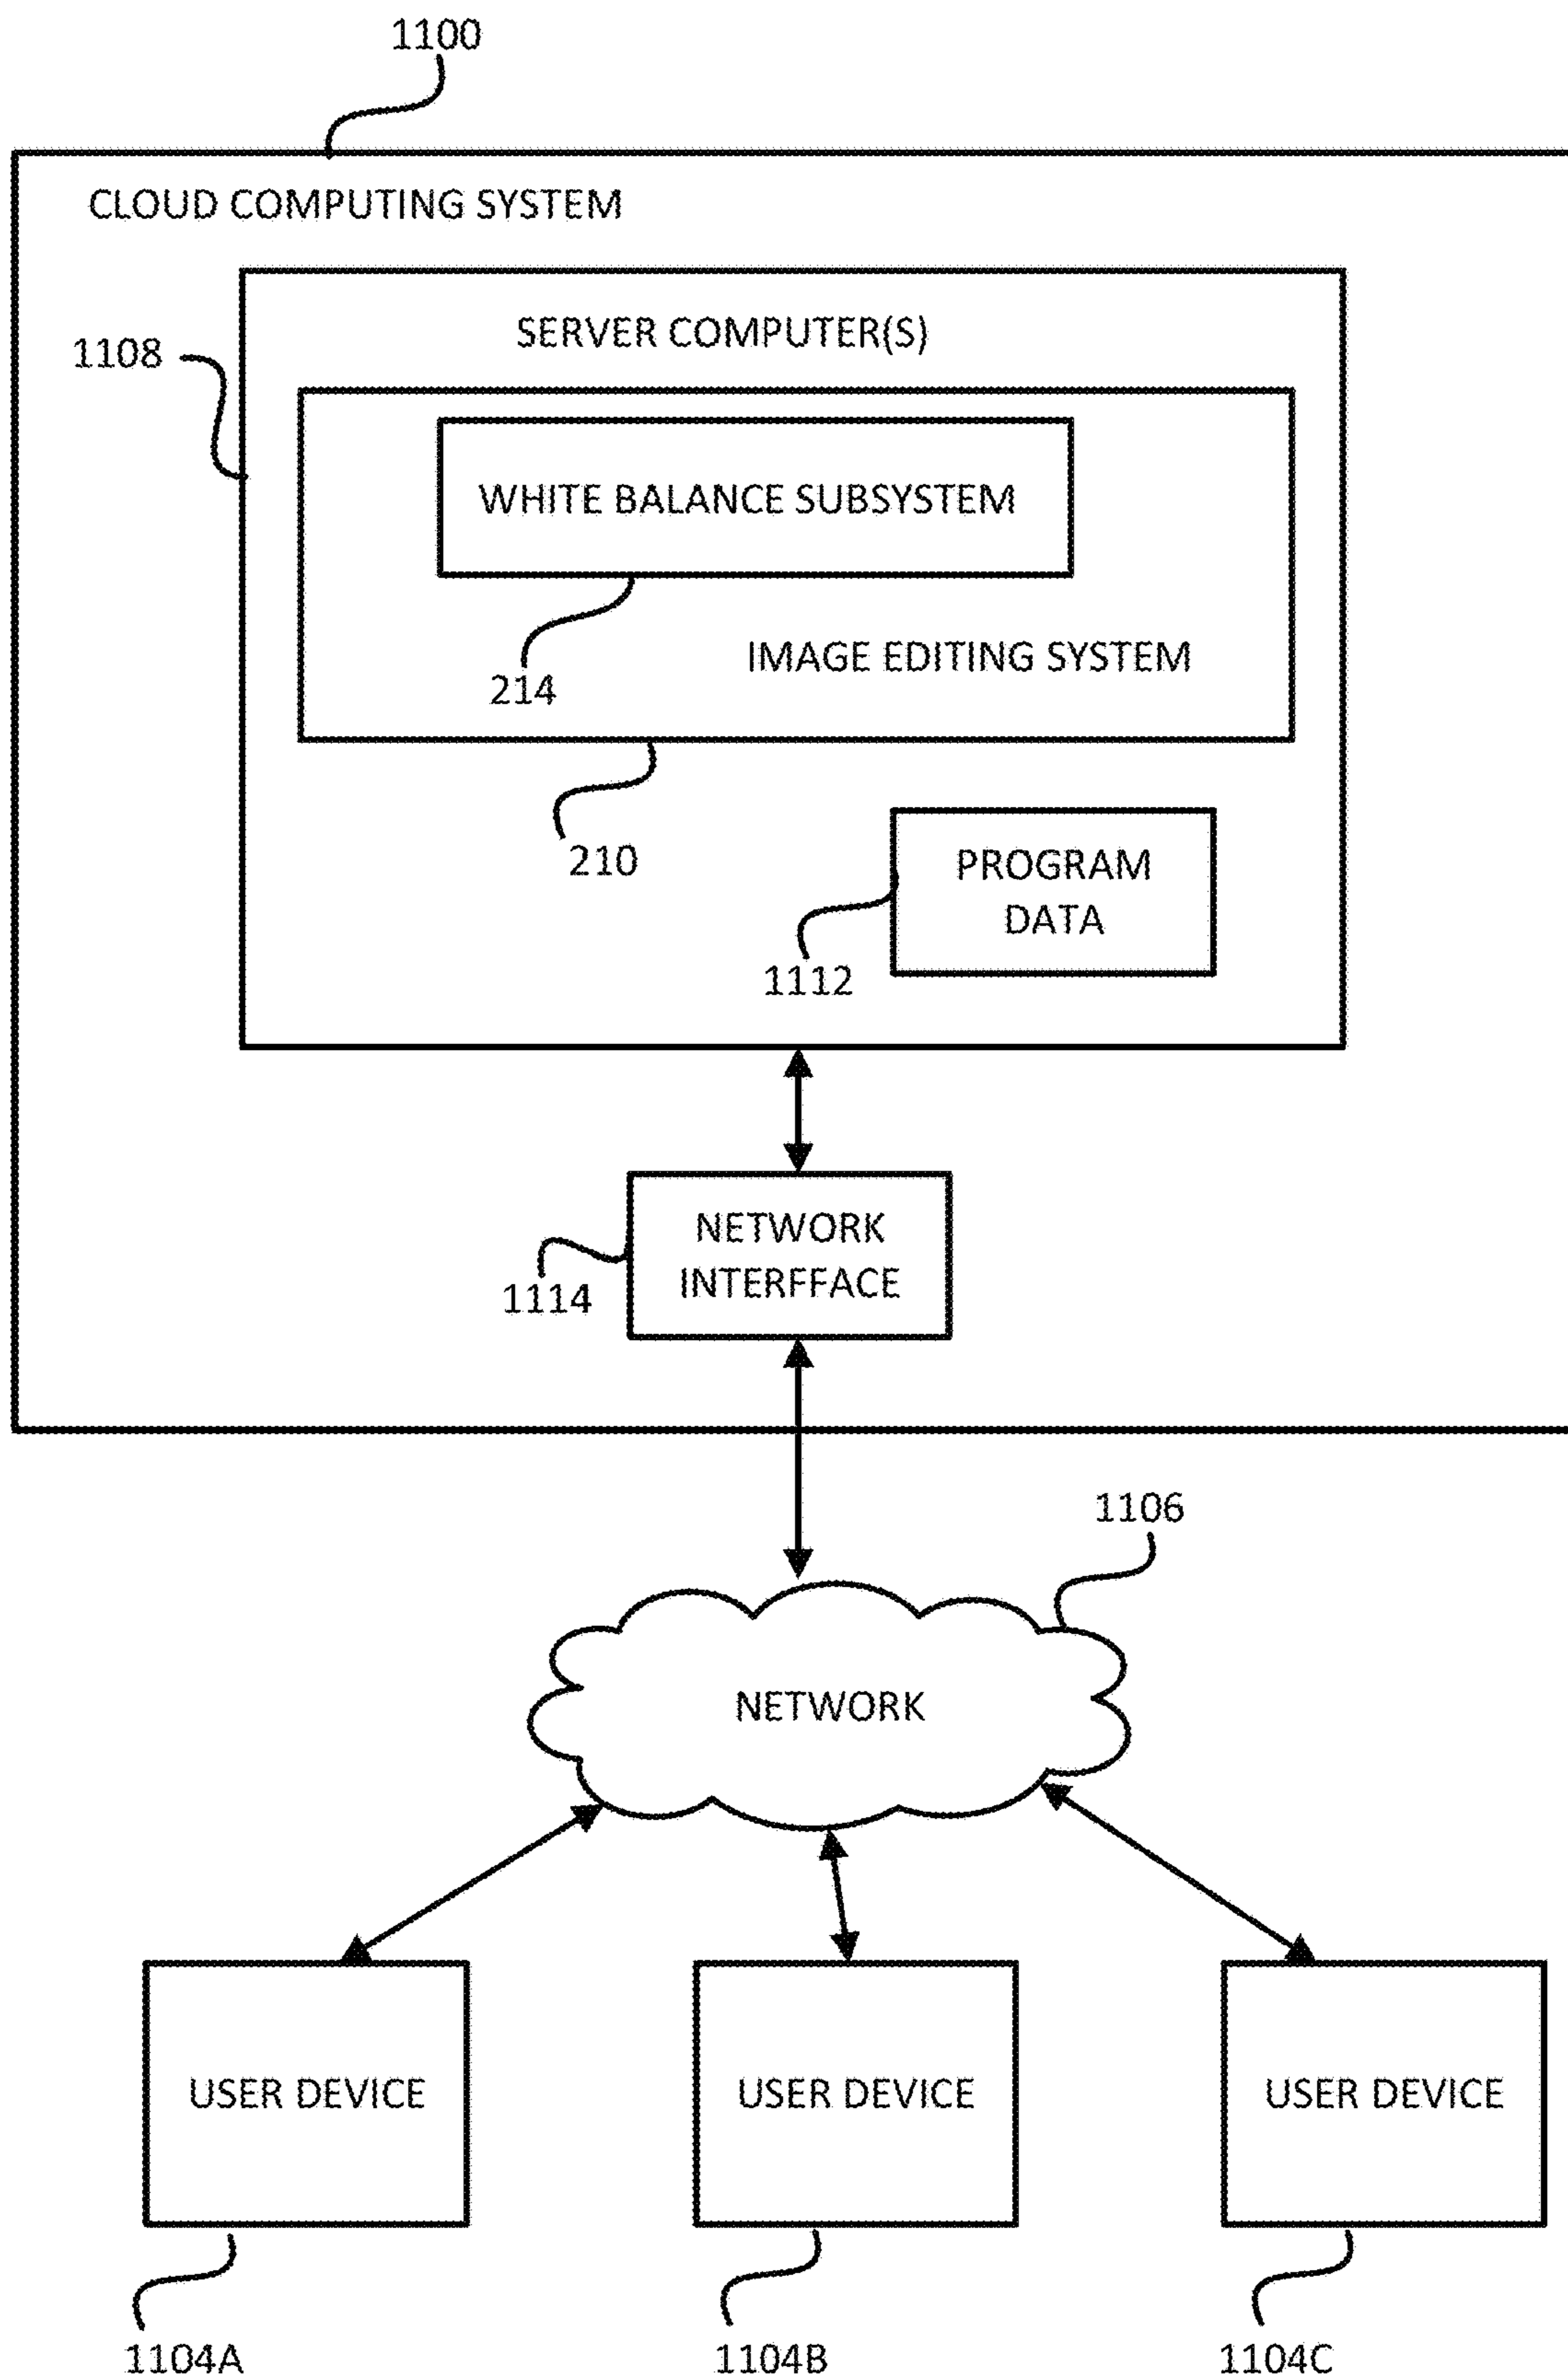 1100
CLOUD COMPUTING SYSTEM
SERVER COMPUTER(S)
1108
WHITE BALANCE SUBSYSTEM
IMAGE EDITING SYSTEM
214
210
PROGRAM
DATA
1112
NETWORK
INTERFFACE
1114
1106
NETWORK
USER DEVICE
USER DEVICE
USER DEVICE
1104A
1104B
1104C